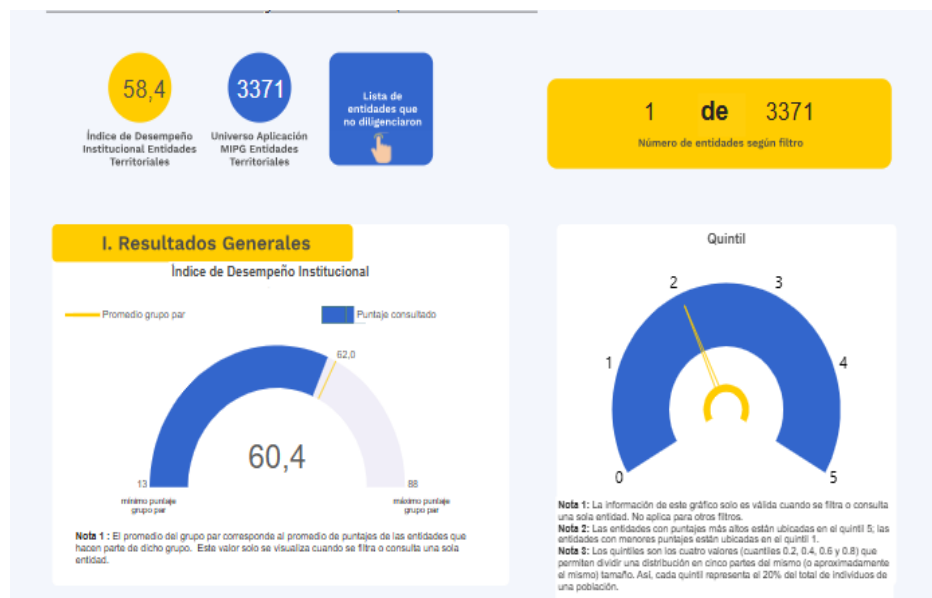 58,4
Índice de Desempeño
Institucional Entidades
Territoriales
3371
Universo Aplicación
MIPG Entidades
Territoriales
Lista de
entidades que
no diligenciaron
1 de 3371
Número de entidades según filtro
I. Resultados Generales
Índice de Desempeño Institucional
Promedio grupo par
Puntaje consultado
62,0
60,4
13
mínimo puntaje
grupo par
88
máximo puntaje
grupo par
Nota 1 : El promedio del grupo par corresponde al promedio de puntajes de las entidades que
hacen parte de dicho grupo. Este valor solo se visualiza cuando se filtra o consulta una sola
entidad.
Quintil
2
3
1
4
0
5
Nota 1: La información de este gráfico solo es válida cuando se filtra o consulta
una sola entidad. No aplica para otros filtros.
Nota 2: Las entidades con puntajes más altos están ubicadas en el quintil 5; las
entidades con menores puntajes están ubicadas en el quintil 1.
Nota 3: Los quintiles son los cuatro valores (cuantiles 0.2, 0.4, 0.6 y 0.8) que
permiten dividir una distribución en cinco partes del mismo (o aproximadamente
el mismo) tamaño. Así, cada quintil representa el 20% del total de individuos de
una población.